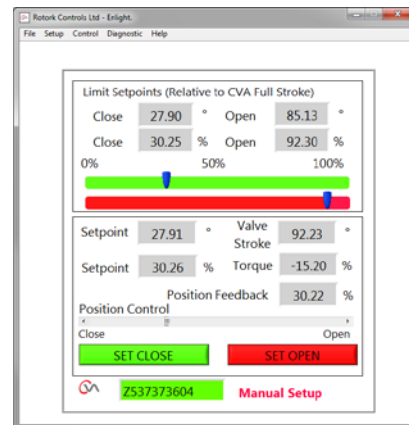 Rotork Controls Ltd - Enlight.
File Setup Control Diagnostic Help
Limit Setpoints (Relative to CVA Full Stroke)
Close 27.90 ° Open 85.13 °
Close 30.25 % Open 92.30 %
0% 50% 100%
Setpoint 27.91 ° Valve Stroke 92.23 °
Setpoint 30.26 % Torque -15.20 %
Position Feedback 30.22 %
Position Control
Close Open
SET CLOSE SET OPEN
Z537373604 Manual Setup